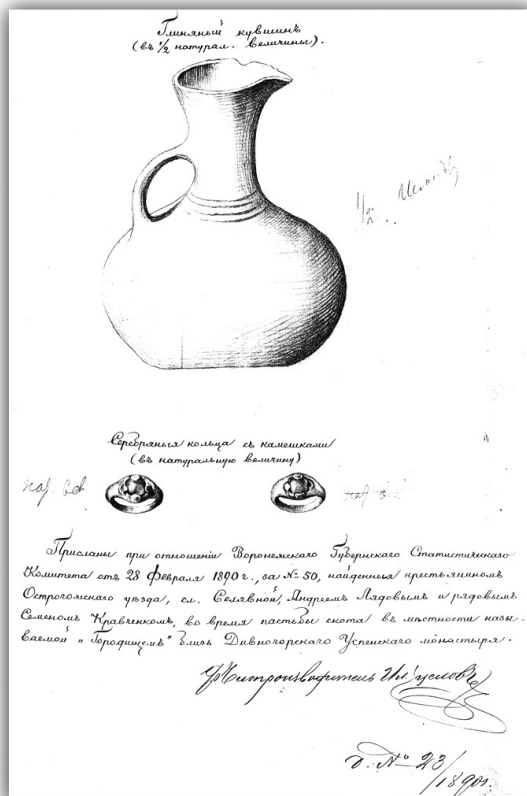 Глиняный кувшинъ
(въ 1/2 натурал. величины).
Серебряныя кольца съ камешками
(въ натуральную величину)
Присланы при отношеніи Воронежскаго Губернскаго Статистическаго
Комитета отъ 28 Февраля 1890 г., за №50, найденныя крестьяниномъ
Острогожскаго уѣзда, сл. Селявной, Андреемъ Лядовымъ и рядовымъ
Семеномъ Кравченкомъ, во время пастьбы скота въ мѣстности назы-
ваемой „Городищемъ" близь Дивногорскаго Успенскаго монастыря.
д. № 23/1890 г.